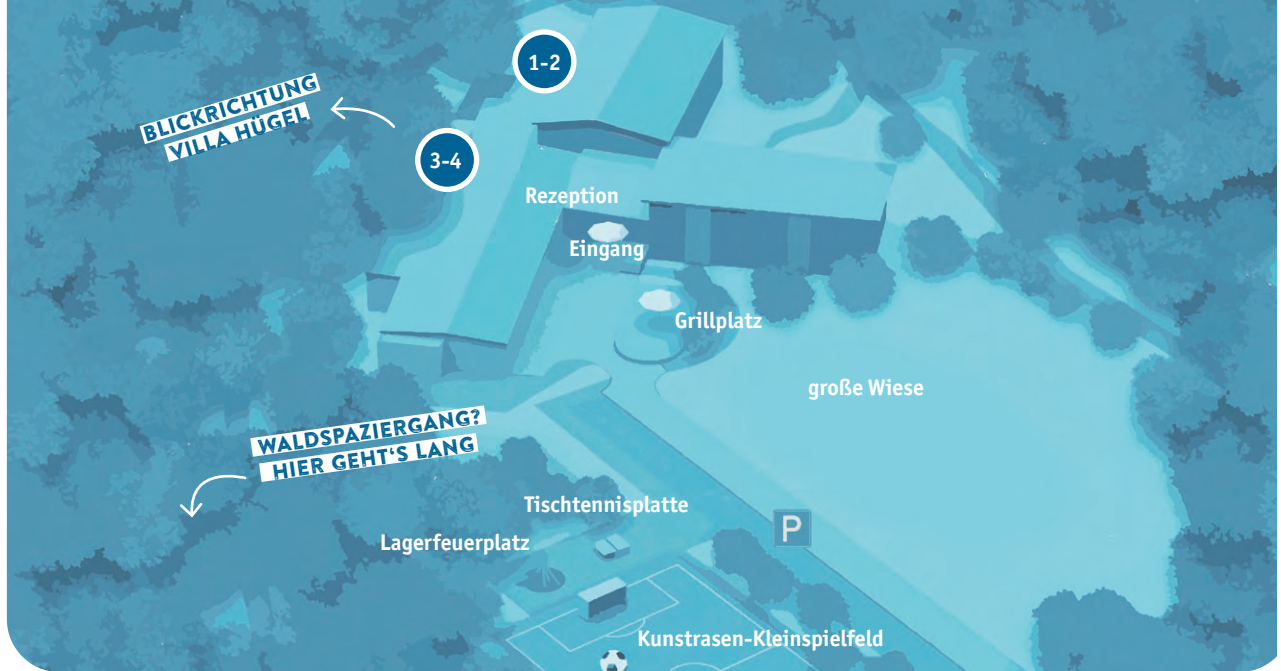 1-2
BLICKRICHTUNG
VILLA HÜGEL
3-4
Rezeption
Eingang
Grillplatz
große Wiese
WALDSPAZIERGANG?
HIER GEHT'S LANG
Tischtennisplatte
P
Lagerfeuerplatz
Kunstrasen-Kleinspielfeld